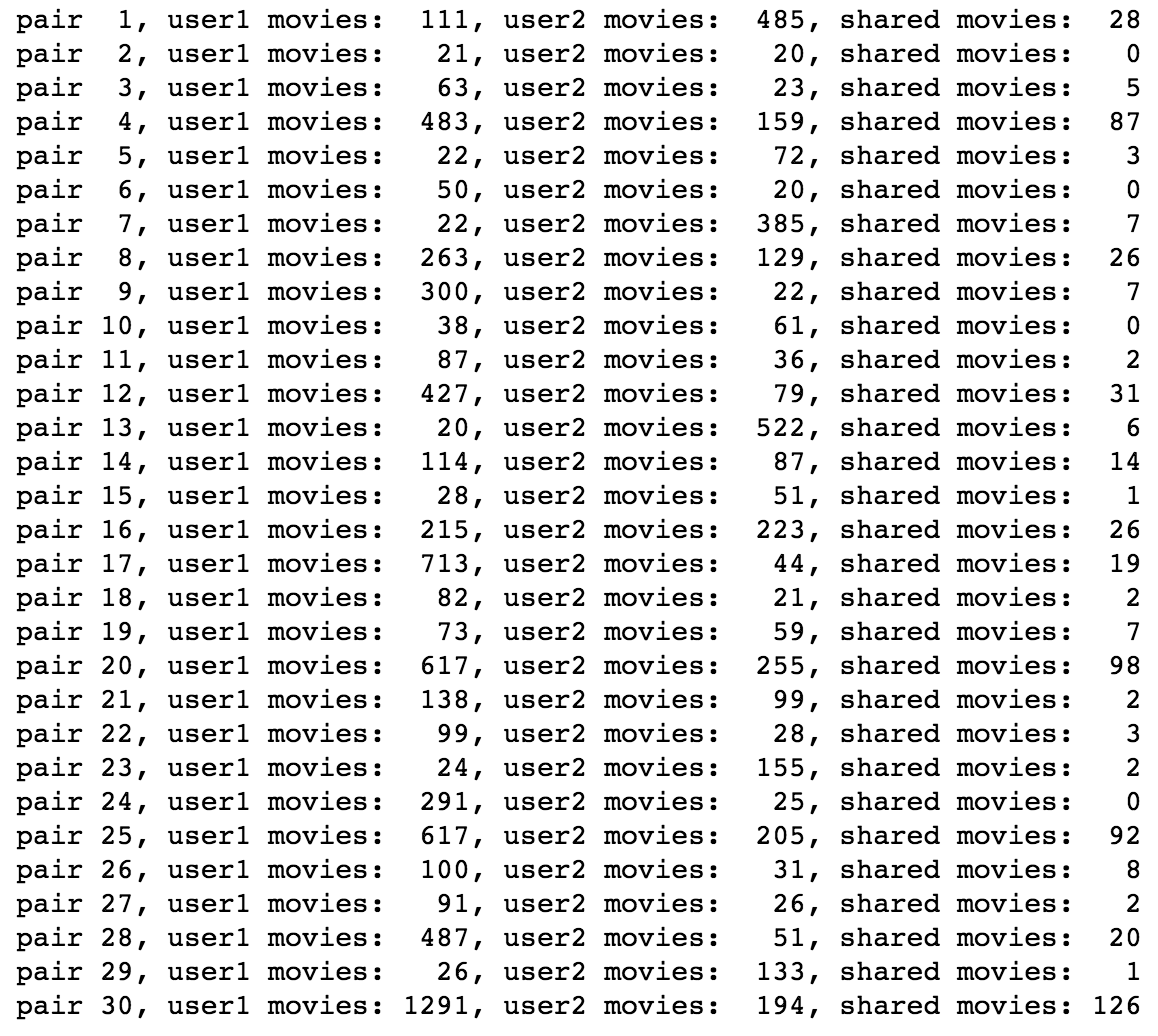 pair  1, user1 movies:  111, user2 movies:  485, shared movies:  28
pair  2, user1 movies:   21, user2 movies:   20, shared movies:   0
pair  3, user1 movies:   63, user2 movies:   23, shared movies:   5
pair  4, user1 movies:  483, user2 movies:  159, shared movies:  87
pair  5, user1 movies:   22, user2 movies:   72, shared movies:   3
pair  6, user1 movies:   50, user2 movies:   20, shared movies:   0
pair  7, user1 movies:   22, user2 movies:  385, shared movies:   7
pair  8, user1 movies:  263, user2 movies:  129, shared movies:  26
pair  9, user1 movies:  300, user2 movies:   22, shared movies:   7
pair 10, user1 movies:   38, user2 movies:   61, shared movies:   0
pair 11, user1 movies:   87, user2 movies:   36, shared movies:   2
pair 12, user1 movies:  427, user2 movies:   79, shared movies:  31
pair 13, user1 movies:   20, user2 movies:  522, shared movies:   6
pair 14, user1 movies:  114, user2 movies:   87, shared movies:  14
pair 15, user1 movies:   28, user2 movies:   51, shared movies:   1
pair 16, user1 movies:  215, user2 movies:  223, shared movies:  26
pair 17, user1 movies:  713, user2 movies:   44, shared movies:  19
pair 18, user1 movies:   82, user2 movies:   21, shared movies:   2
pair 19, user1 movies:   73, user2 movies:   59, shared movies:   7
pair 20, user1 movies:  617, user2 movies:  255, shared movies:  98
pair 21, user1 movies:  138, user2 movies:   99, shared movies:   2
pair 22, user1 movies:   99, user2 movies:   28, shared movies:   3
pair 23, user1 movies:   24, user2 movies:  155, shared movies:   2
pair 24, user1 movies:  291, user2 movies:   25, shared movies:   0
pair 25, user1 movies:  617, user2 movies:  205, shared movies:  92
pair 26, user1 movies:  100, user2 movies:   31, shared movies:   8
pair 27, user1 movies:   91, user2 movies:   26, shared movies:   2
pair 28, user1 movies:  487, user2 movies:   51, shared movies:  20
pair 29, user1 movies:   26, user2 movies:  133, shared movies:   1
pair 30, user1 movies: 1291, user2 movies:  194, shared movies: 126